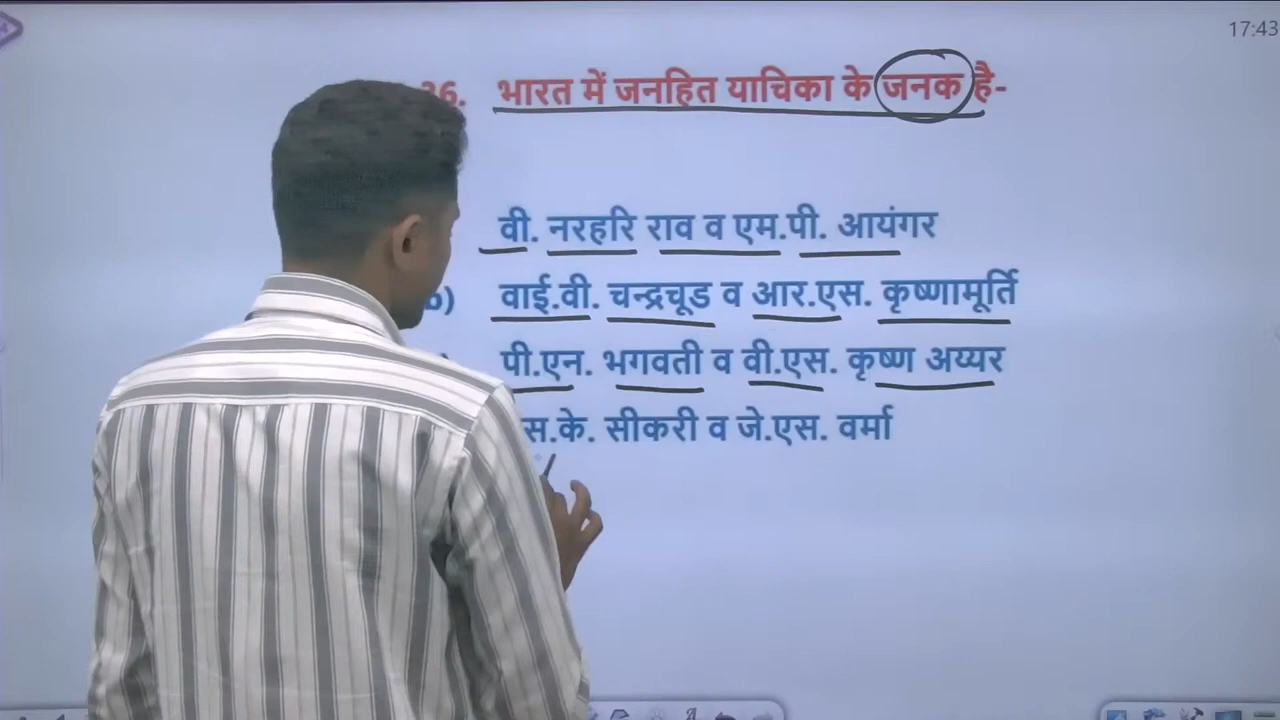 17:43
36. भारत में जनहित याचिका के जनक है-
वी. नरहरि राव व एम.पी. आयंगर
b) वाई.वी. चन्द्रचूड व आर.एस. कृष्णामूर्ति
पी.एन. भगवती व वी.एस. कृष्ण अय्यर
सीकरी व जे.एस. वर्मा